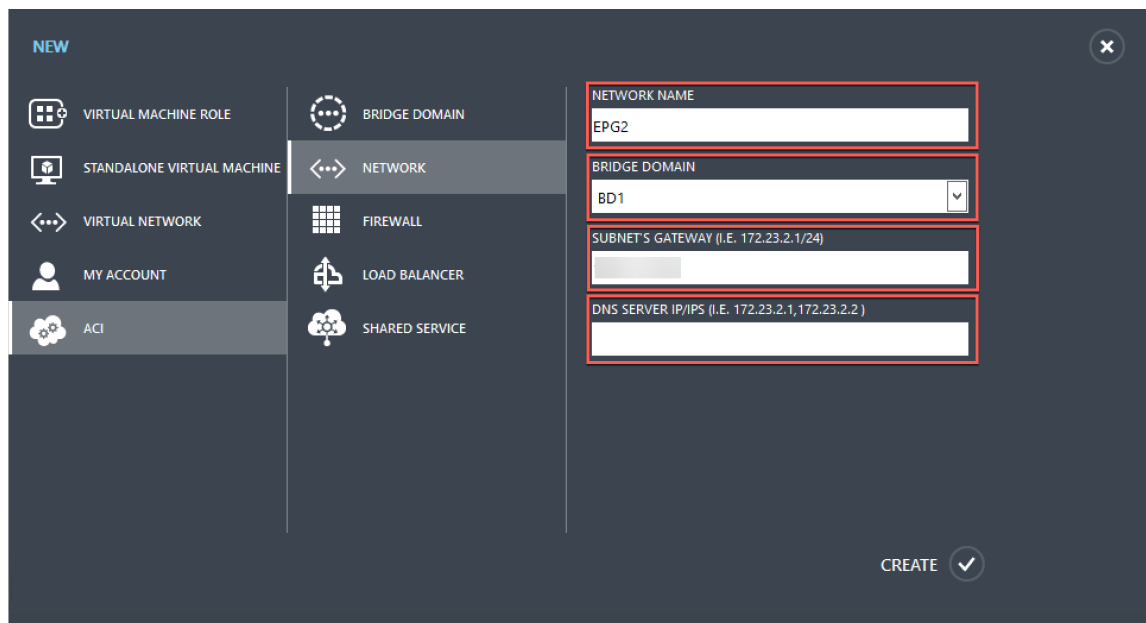 NEW
VIRTUAL MACHINE ROLE
STANDALONE VIRTUAL MACHINE
VIRTUAL NETWORK
MY ACCOUNT
ACI
BRIDGE DOMAIN
NETWORK
FIREWALL
LOAD BALANCER
SHARED SERVICE
NETWORK NAME
EPG2
BRIDGE DOMAIN
BD1
SUBNET'S GATEWAY (I.E. 172.23.2.1/24)
DNS SERVER IP/IPS (I.E. 172.23.2.1,172.23.2.2 )
CREATE